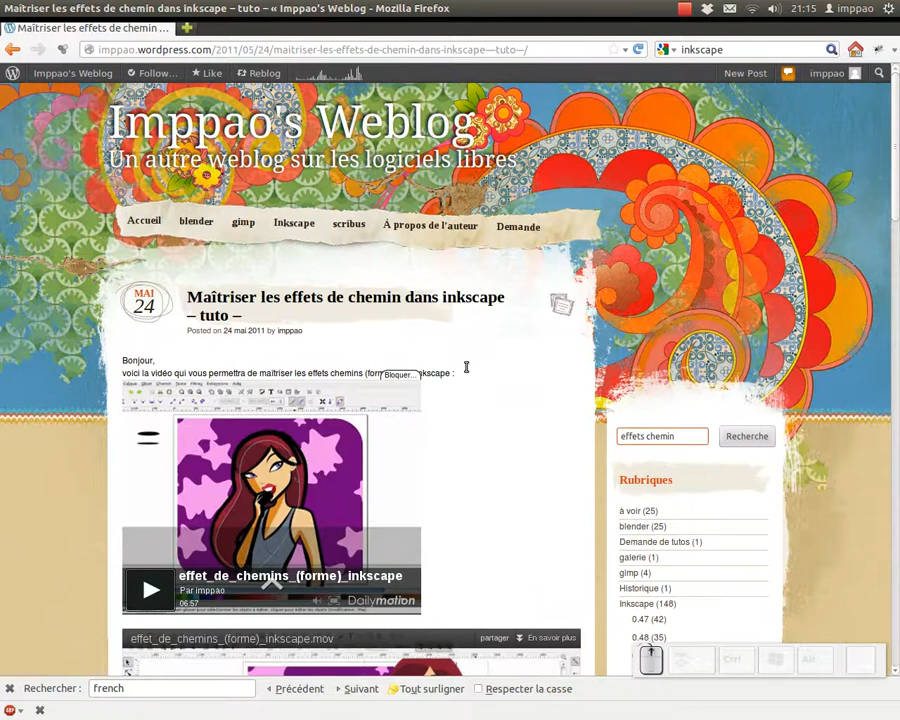 Maîtriser les effets de chemin dans inkscape – tuto – « Imppao's Weblog - Mozilla Firefox
21:15
imppao
Maîtriser les effets de chemin ...
imppao.wordpress.com/2011/05/24/maitriser-les-effets-de-chemin-dans-inkscape—tuto—/
inkscape
Imppao's Weblog
Follow...
Like
Reblog
New Post
imppao
Imppao's Weblog
Un autre weblog sur les logiciels libres
Accueil
blender
gimp
Inkscape
scribus
À propos de l'auteur
Demande
MAI
24
Maîtriser les effets de chemin dans inkscape
– tuto –
Posted on 24 mai 2011 by imppao
Bonjour,
voici la vidéo qui vous permettra de maîtriser les effets chemins
kscape :
Bloquer...
effet_de_chemins_(forme)_inkscape
Par imppao
06:57
Dailymotion
effet_de_chemins_(forme)_inkscape.mov
partager
En savoir plus
effets chemin
Recherche
Rubriques
à voir (25)
blender (25)
Demande de tutos (1)
galerie (1)
gimp (4)
Historique (1)
Inkscape (148)
0.47 (42)
0.48 (35)
Ctrl
Alt
Rechercher :
french
Précédent
Suivant
Tout surligner
Respecter la casse
ABP